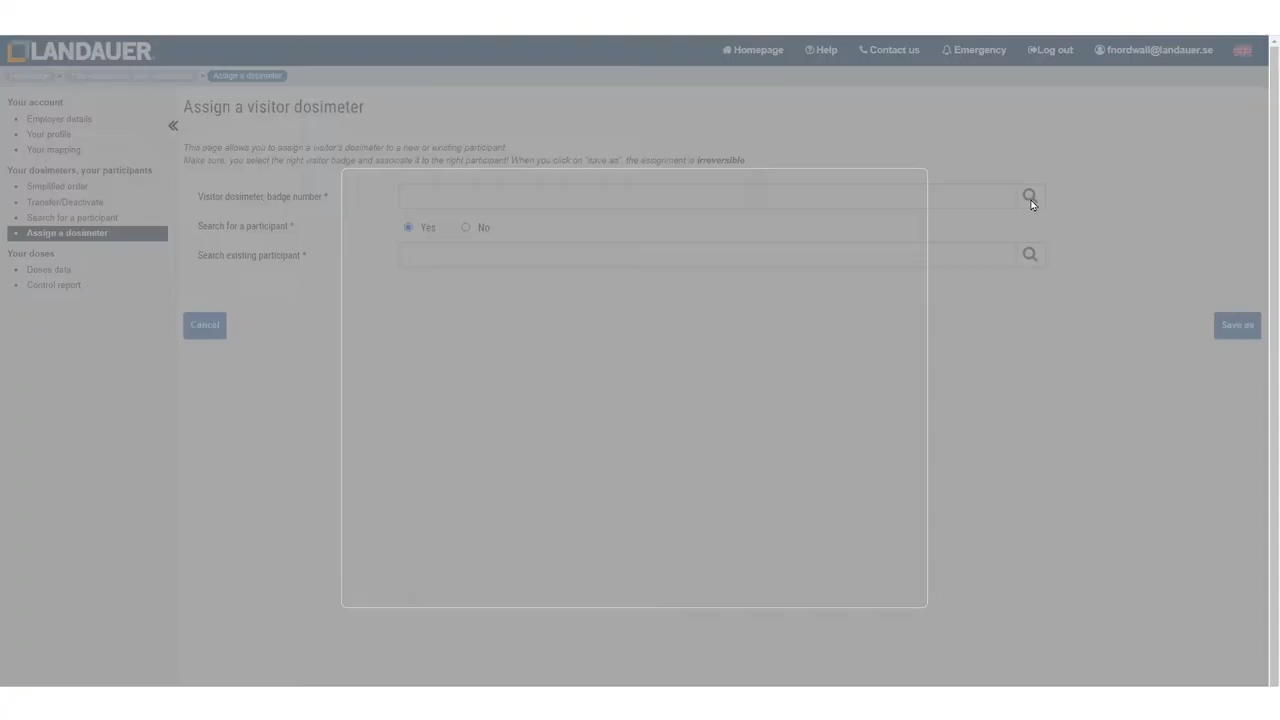 LANDAUER
Homepage Help Contact us Emergency Log out fnordwall@landauer.se
Homepage > > Assign a dosimeter
Your account
Employer details
Your profile
Your mapping
Your dosimeters, your participants
Simplified order
Transfer/Deactivate
Search for a participant
Assign a dosimeter
Your doses
Doses data
Control report
Assign a visitor dosimeter
This page allows you to assign a visitor's dosimeter to a new or existing participant.
Make sure, you select the right visitor badge and associate it to the right participant! When you click on "save as", the assignment is irreversible
Visitor dosimeter, badge number *
Search for a participant *
Yes No
Search existing participant *
Cancel
Save as